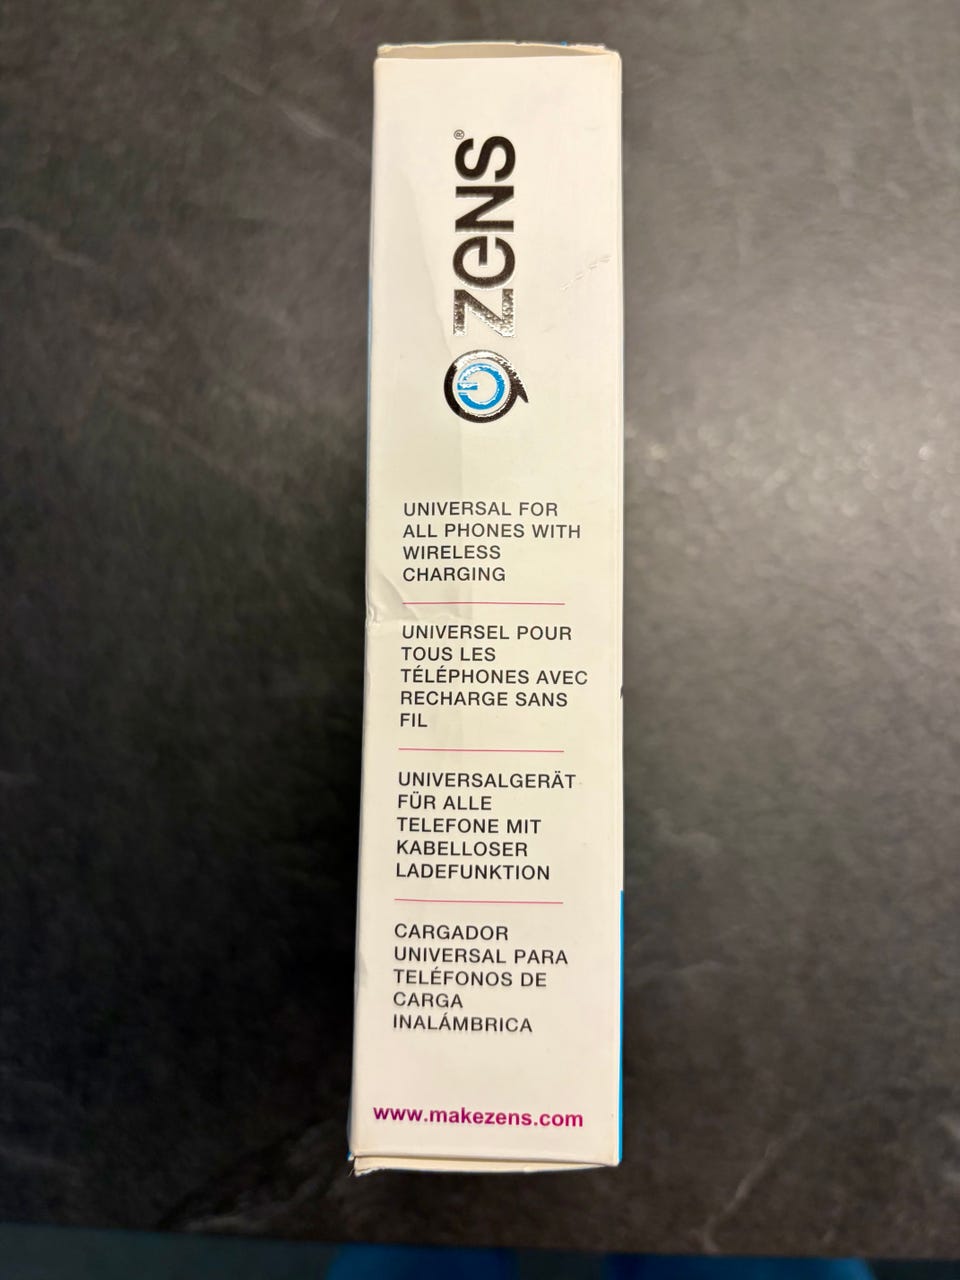 ZENS®
UNIVERSAL FOR
ALL PHONES WITH
WIRELESS
CHARGING
UNIVERSEL POUR
TOUS LES
TÉLÉPHONES AVEC
RECHARGE SANS
FIL
UNIVERSALGERÄT
FÜR ALLE
TELEFONE MIT
KABELLOSER
LADEFUNKTION
CARGADOR
UNIVERSAL PARA
TELÉFONOS DE
CARGA
INALÁMBRICA
www.makezens.com